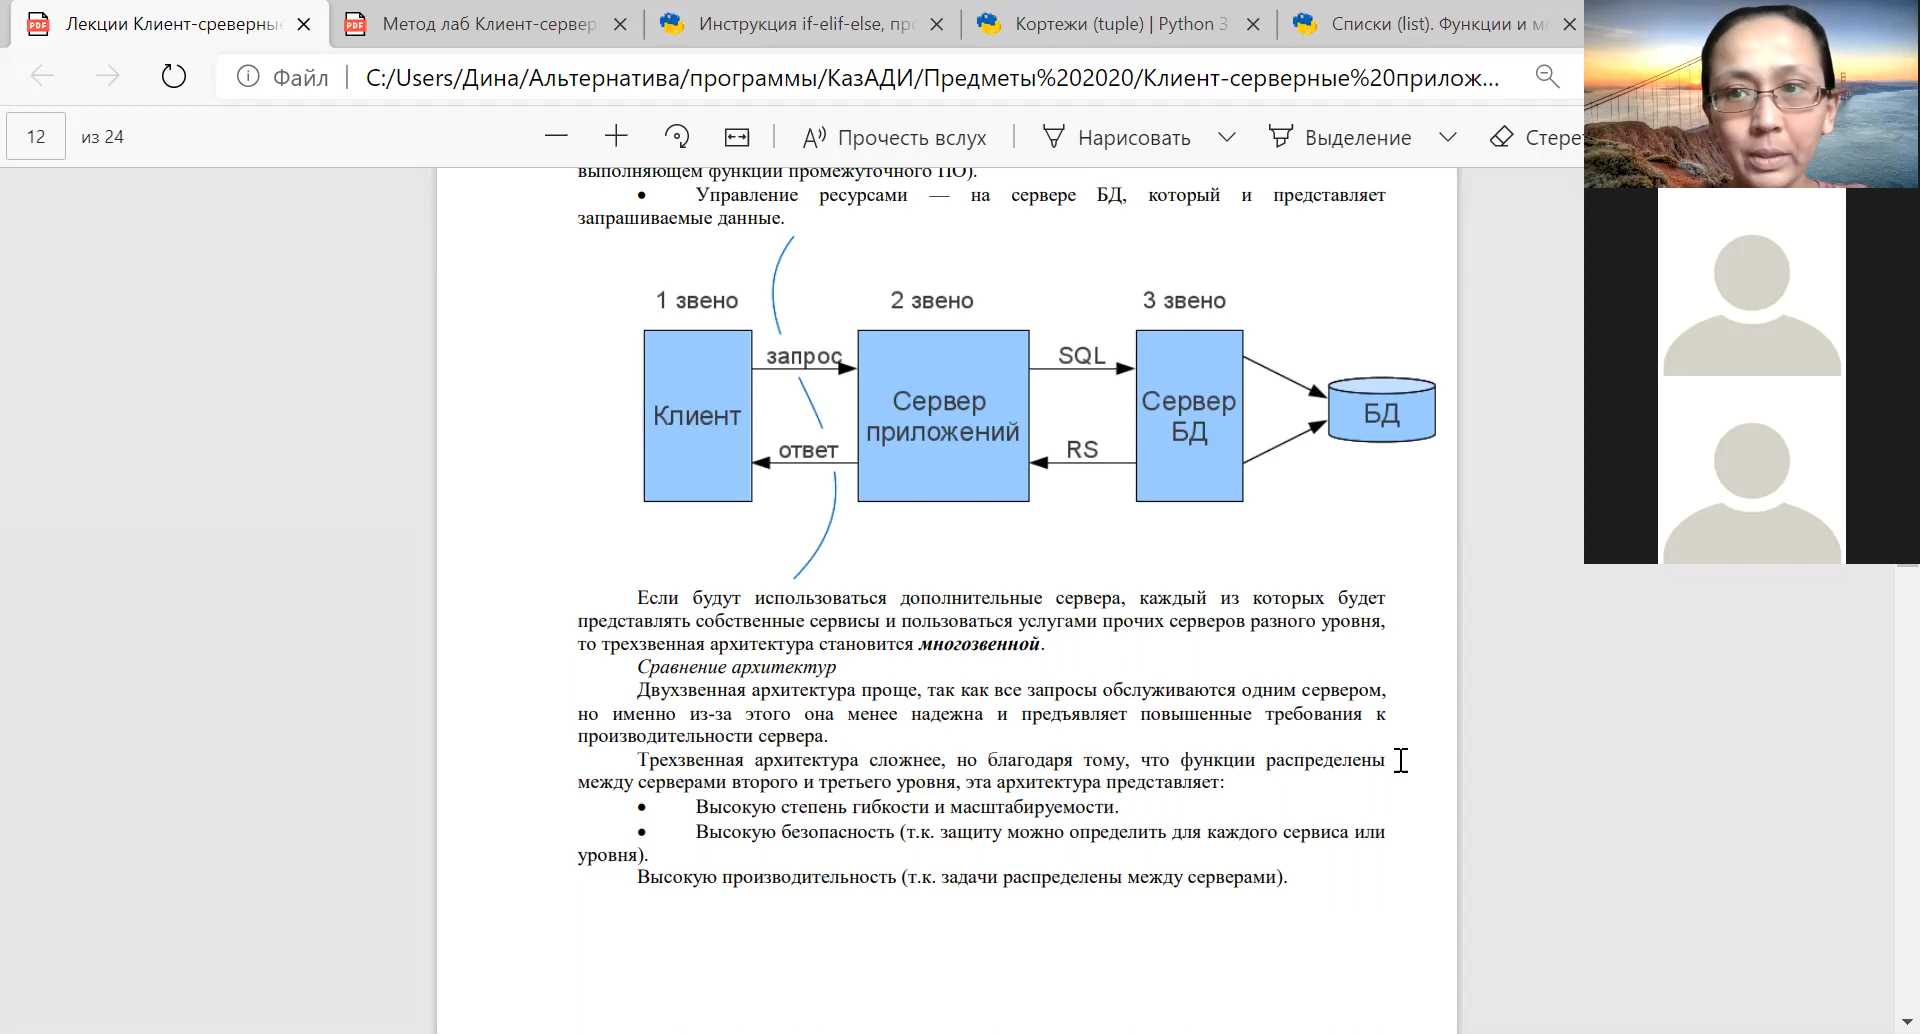 Лекции Клиент-среверны
Метод лаб Клиент-сервер
Инструкция if-elif-else, пр
Кортежи (tuple) | Python 3
Списки (list). Функции и м
Файл
C:/Users/Дина/Альтернатива/программы/КазАДИ/Предметы%202020/Клиент-серверные%20прилож...
12
из 24
Прочесть вслух
Нарисовать
Выделение
Стере
выполняющем функции промежуточного ПО).
• Управление ресурсами — на сервере БД, который и представляет
запрашиваемые данные.
1 звено
2 звено
3 звено
запрос
SQL
Клиент
Сервер
приложений
Сервер
БД
БД
ответ
RS
Если будут использоваться дополнительные сервера, каждый из которых будет
представлять собственные сервисы и пользоваться услугами прочих серверов разного уровня,
то трехзвенная архитектура становится многозвенной.
Сравнение архитектур
Двухзвенная архитектура проще, так как все запросы обслуживаются одним сервером,
но именно из-за этого она менее надежна и предъявляет повышенные требования к
производительности сервера.
Трехзвенная архитектура сложнее, но благодаря тому, что функции распределены
между серверами второго и третьего уровня, эта архитектура представляет:
• Высокую степень гибкости и масштабируемости.
• Высокую безопасность (т.к. защиту можно определить для каждого сервиса или
уровня).
Высокую производительность (т.к. задачи распределены между серверами).